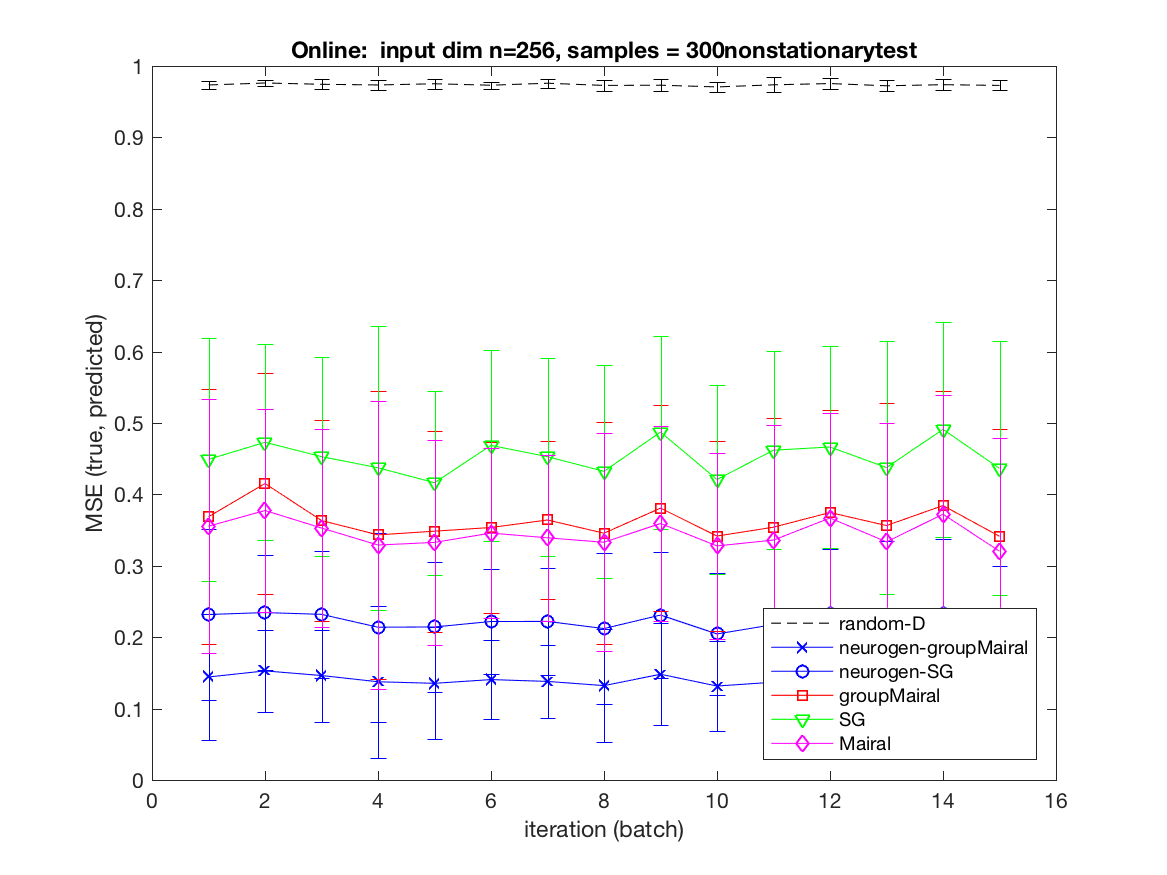 Online:  input dim n=256, samples = 300nonstationarytest
1
0.9
0.8
0.7
0.6
0.5
0.4
0.3
0.2
0.1
0
MSE (true, predicted)
random-D
neurogen-groupMairal
neurogen-SG
groupMairal
SG
Mairal
0 2 4 6 8 10 12 14 16
iteration (batch)